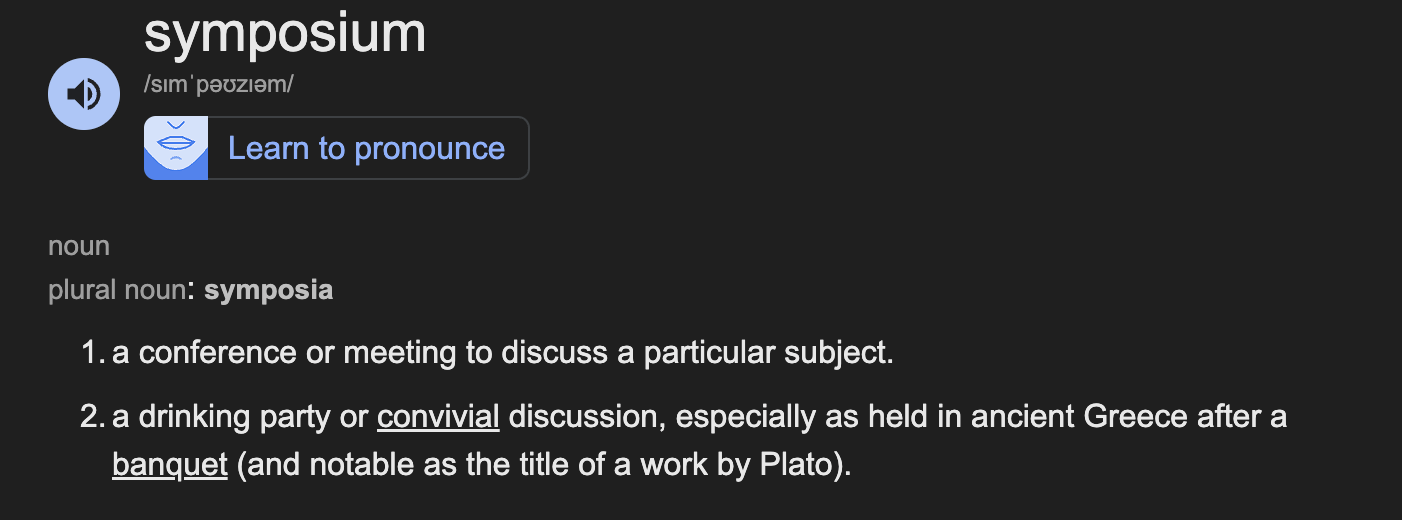 symposium
/sɪmˈpəʊzɪəm/
Learn to pronounce
noun
plural noun: symposia
1. a conference or meeting to discuss a particular subject.
2. a drinking party or convivial discussion, especially as held in ancient Greece after a
banquet (and notable as the title of a work by Plato).